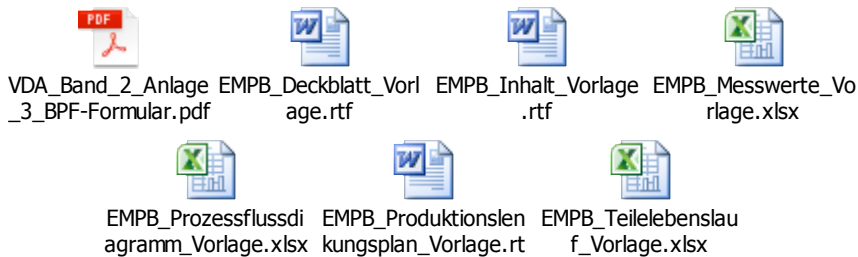 PDF
VDA_Band_2_Anlage EMPB_Deckblatt_Vorl EMPB_Inhalt_Vorlage EMPB_Messwerte_Vo
_3_BPF-Formular.pdf age.rtf .rtf rlage.xlsx
EMPB_Prozessflussdi EMPB_Produktionslen EMPB_Teilelebenslau
agramm_Vorlage.xlsx kungsplan_Vorlage.rt f_Vorlage.xlsx